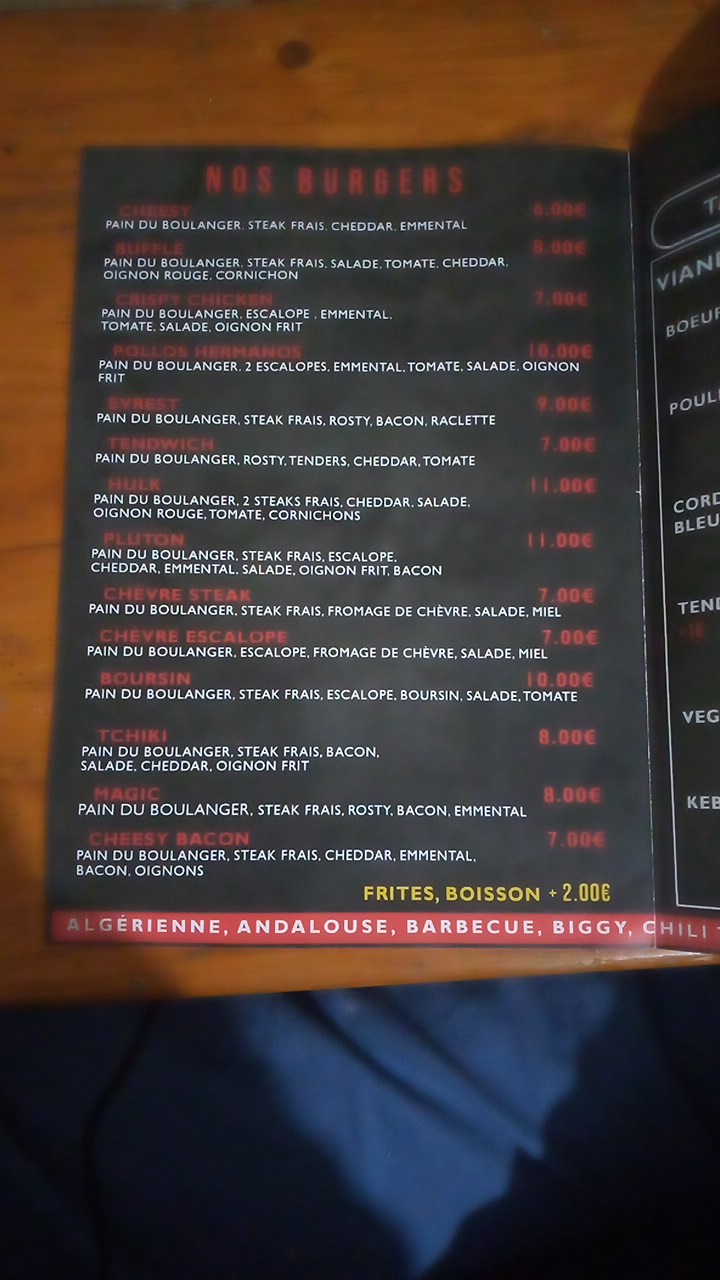 NOS BURGERS
CHEESY 6.00€
PAIN DU BOULANGER. STEAK FRAIS. CHEDDAR. EMMENTAL
BUFFLE 8.00€
PAIN DU BOULANGER, STEAK FRAIS, SALADE, TOMATE. CHEDDAR,
OIGNON ROUGE, CORNICHON
CRISPY CHICKEN 7.00€
PAIN DU BOULANGER, ESCALOPE , EMMENTAL,
TOMATE, SALADE, OIGNON FRIT
POLLOS HERMANOS 10.00€
PAIN DU BOULANGER. 2 ESCALOPES. EMMENTAL, TOMATE, SALADE. OIGNON
FRIT
EVREST 9.00€
PAIN DU BOULANGER, STEAK FRAIS, ROSTY, BACON, RACLETTE
TENDWICH 7.00€
PAIN DU BOULANGER, ROSTY, TENDERS, CHEDDAR, TOMATE
HULK 11.00€
PAIN DU BOULANGER, 2 STEAKS FRAIS, CHEDDAR, SALADE,
OIGNON ROUGE, TOMATE, CORNICHONS
PLUTON 11.00€
PAIN DU BOULANGER, STEAK FRAIS, ESCALOPE,
CHEDDAR, EMMENTAL, SALADE, OIGNON FRIT, BACON
CHÈVRE STEAK 7.00€
PAIN DU BOULANGER, STEAK FRAIS, FROMAGE DE CHÈVRE, SALADE, MIEL
CHÈVRE ESCALOPE 7.00€
PAIN DU BOULANGER, ESCALOPE, FROMAGE DE CHÈVRE, SALADE, MIEL
BOURSIN 10.00€
PAIN DU BOULANGER, STEAK FRAIS, ESCALOPE, BOURSIN, SALADE, TOMATE
TCHIKI 8.00€
PAIN DU BOULANGER, STEAK FRAIS, BACON,
SALADE, CHEDDAR, OIGNON FRIT
MAGIC 8.00€
PAIN DU BOULANGER, STEAK FRAIS, ROSTY, BACON, EMMENTAL
CHEESY BACON 7.00€
PAIN DU BOULANGER, STEAK FRAIS, CHEDDAR, EMMENTAL,
BACON, OIGNONS
FRITES, BOISSON + 2.00€
ALGÉRIENNE, ANDALOUSE, BARBECUE, BIGGY, CHILI
VIAND
BOEUF
POUL
CORD
BLEU
TEND
VEG
KEB